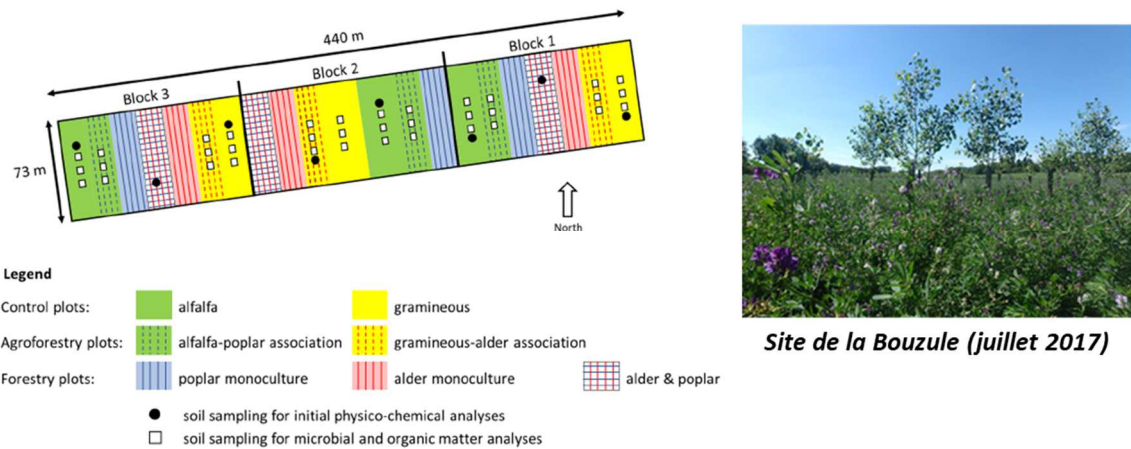 440 m
Block 1
Block 2
Block 3
73 m
North
Legend
Control plots: alfalfa gramineous
Agroforestry plots: alfalfa-poplar association gramineous-alder association
Forestry plots: poplar monoculture alder monoculture alder & poplar
soil sampling for initial physico-chemical analyses
soil sampling for microbial and organic matter analyses
Site de la Bouzule (juillet 2017)